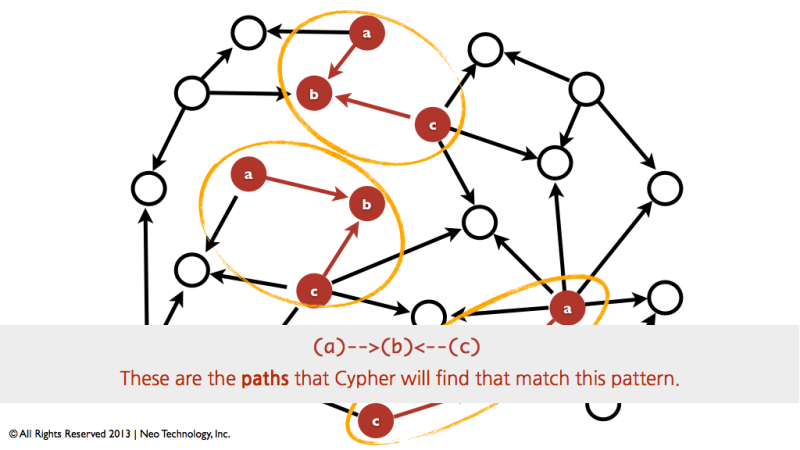 a
b
c
a
b
c
a
(a)-->(b)<--(c)
These are the paths that Cypher will find that match this pattern.
c
© All Rights Reserved 2013 | Neo Technology, Inc.